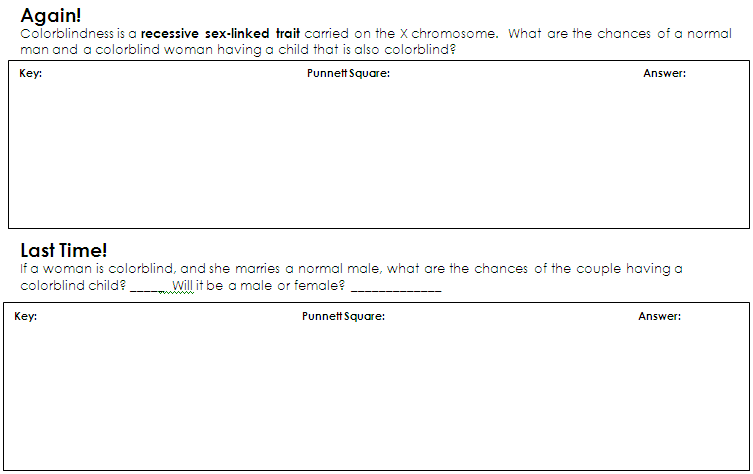 Again!
Colorblindness is a recessive sex-linked trait carried on the X chromosome. What are the chances of a normal
man and a colorblind woman having a child that is also colorblind?
Key: Punnett Square: Answer:
Last Time!
If a woman is colorblind, and she marries a normal male, what are the chances of the couple having a
colorblind child? _____ Will it be a male or female? _____________
Key: Punnett Square: Answer: